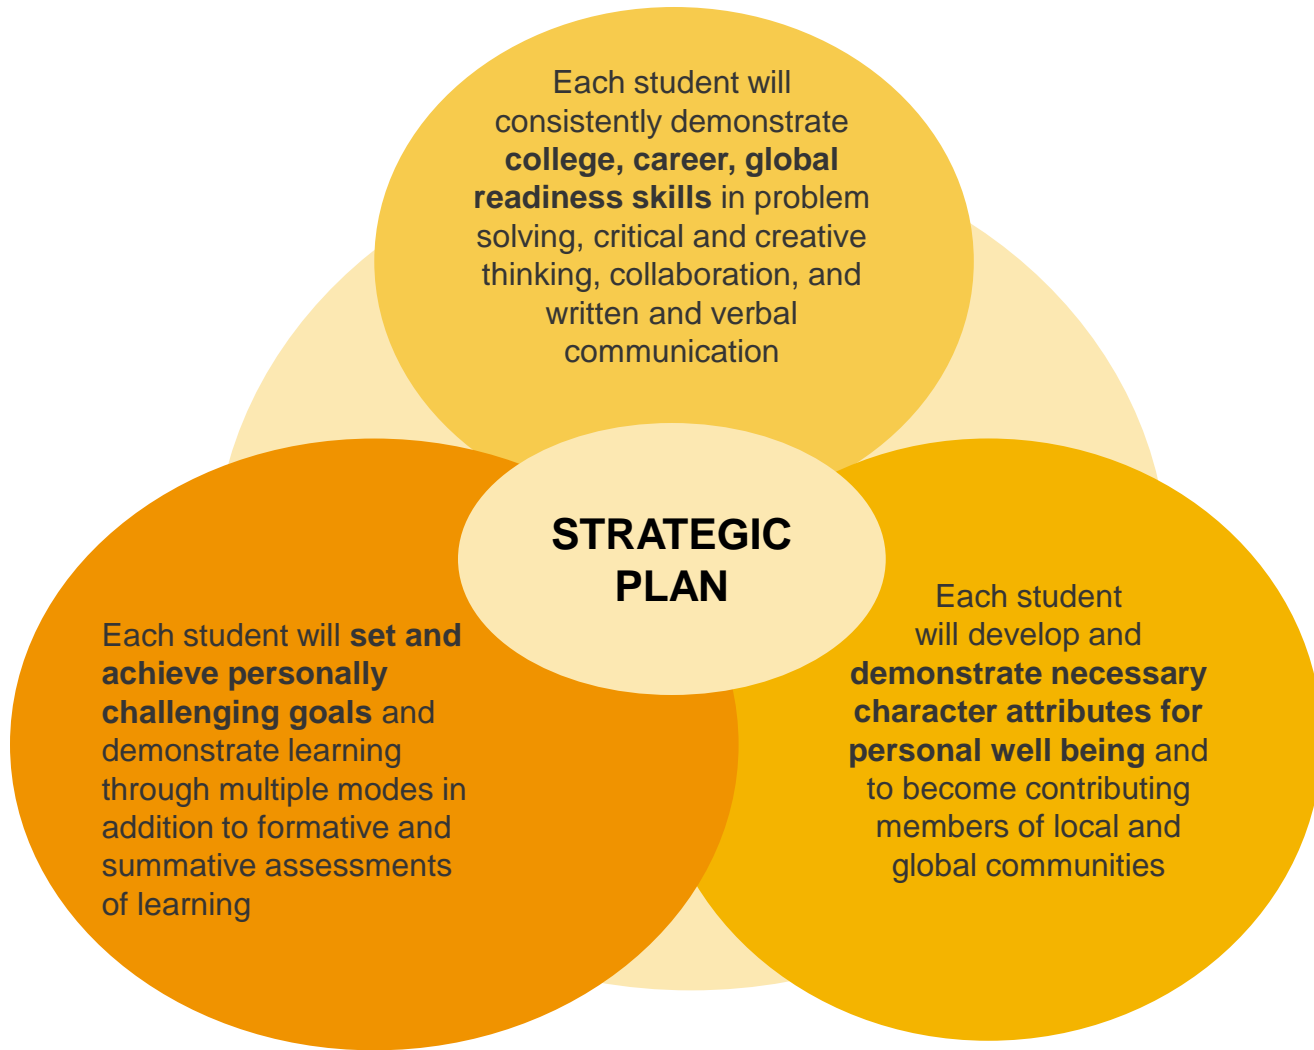 Each student will
consistently demonstrate
college, career, global
readiness skills in problem
solving, critical and creative
thinking, collaboration, and
written and verbal
communication
STRATEGIC
PLAN
Each student will set and
achieve personally
challenging goals and
demonstrate learning
through multiple modes in
addition to formative and
summative assessments
of learning
Each student
will develop and
demonstrate necessary
character attributes for
personal well being and
to become contributing
members of local and
global communities